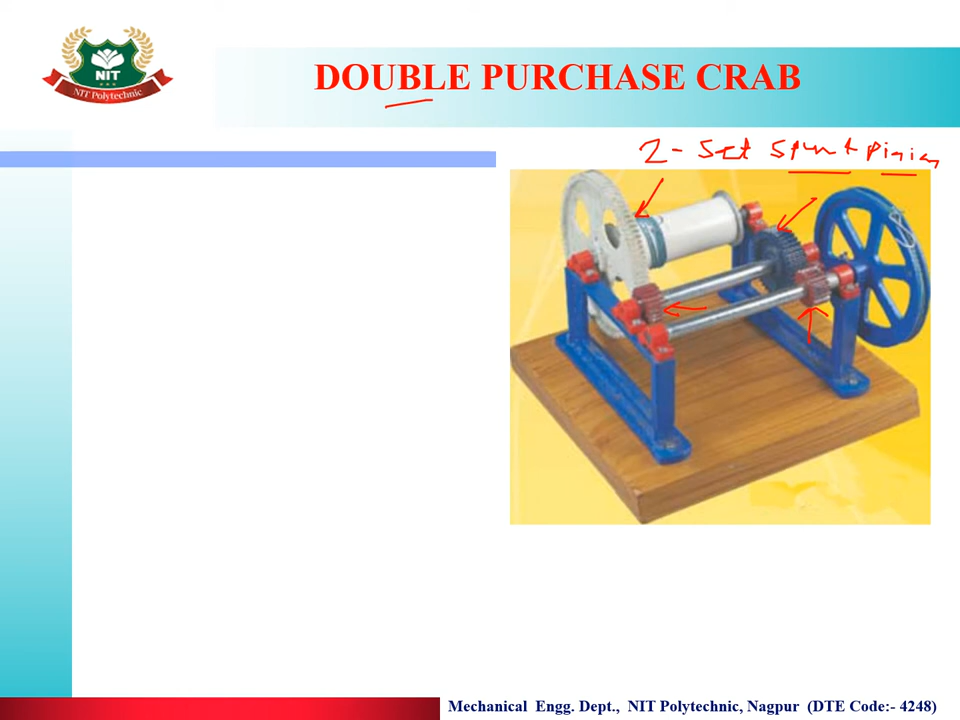 NIT
NIT Polytechnic
DOUBLE PURCHASE CRAB
2 - Set Spur & Pinion
Mechanical Engg. Dept., NIT Polytechnic, Nagpur (DTE Code:- 4248)